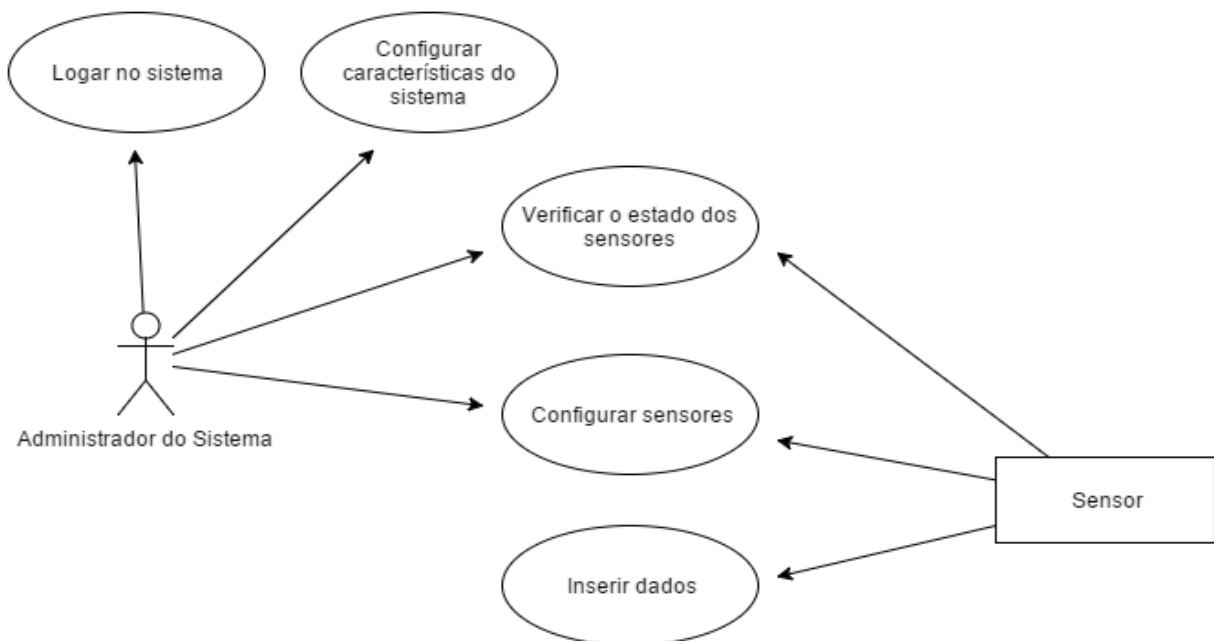 Logar no sistema
Configurar
características do
sistema
Verificar o estado dos
sensores
Administrador do Sistema
Configurar sensores
Sensor
Inserir dados